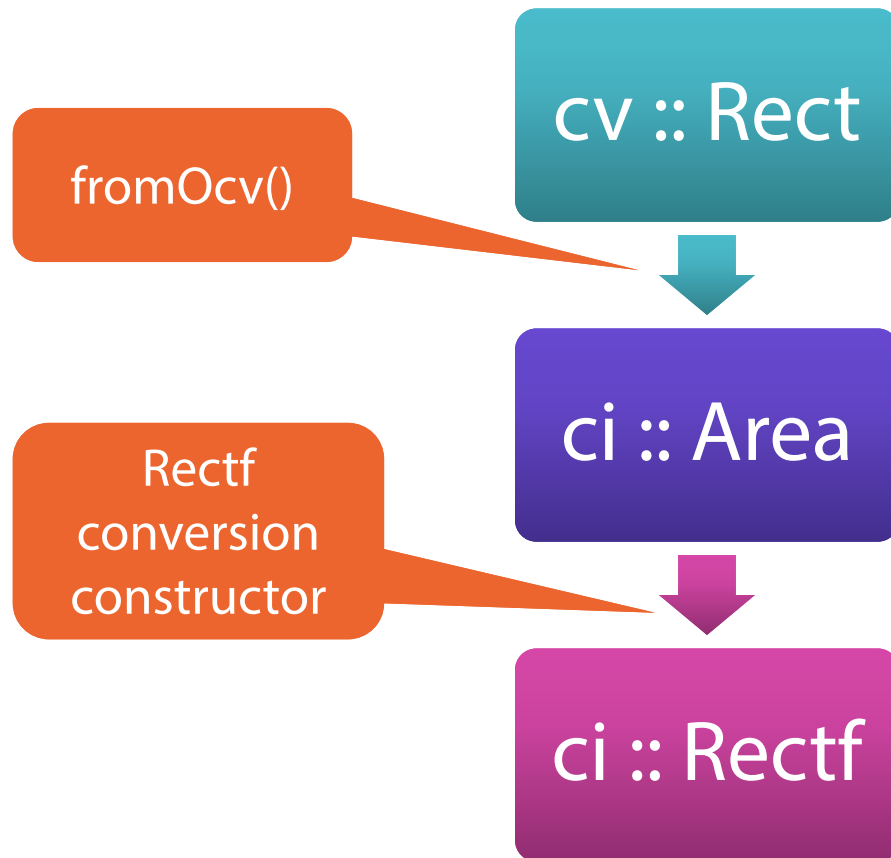 cv :: Rect
fromOcv()
ci :: Area
Rectf
conversion
constructor
ci :: Rectf